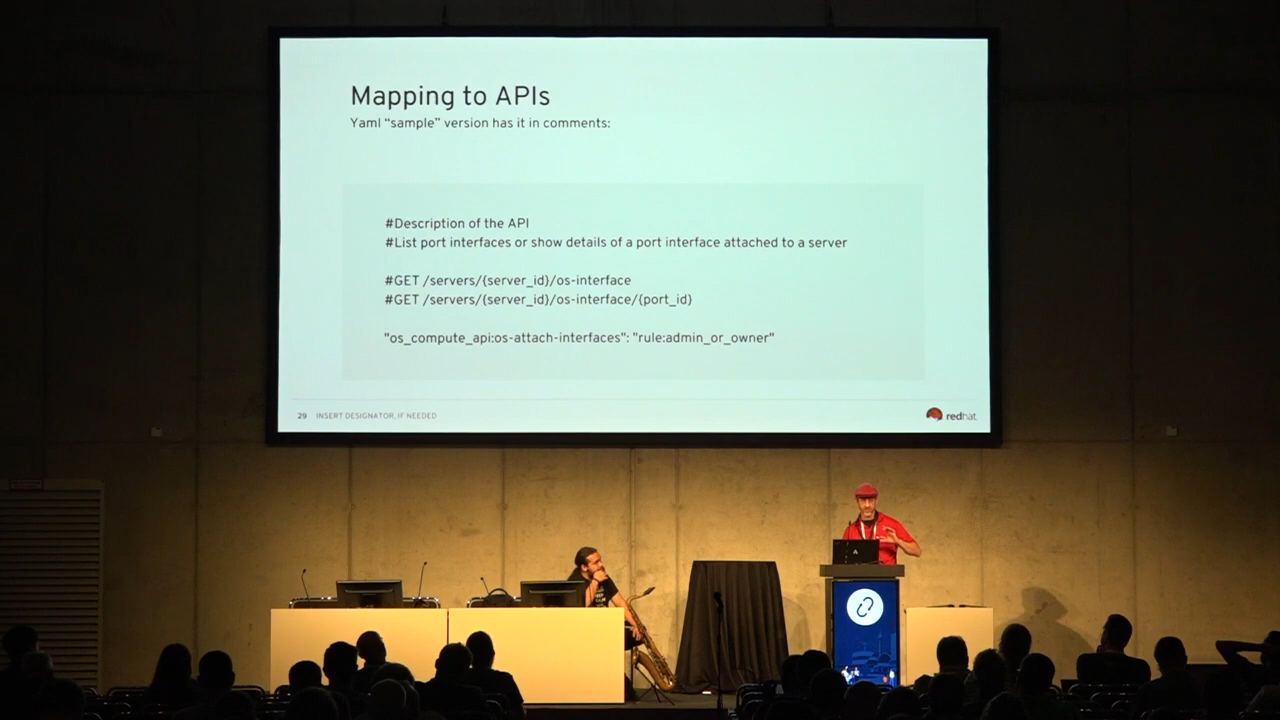 Mapping to APIs
Yaml “sample” version has it in comments:
#Description of the API
#List port interfaces or show details of a port interface attached to a server
#GET /servers/{server_id}/os-interface
#GET /servers/{server_id}/os-interface/{port_id}
"os_compute_api:os-attach-interfaces": "rule:admin_or_owner"
29 INSERT DESIGNATOR, IF NEEDED
redhat.